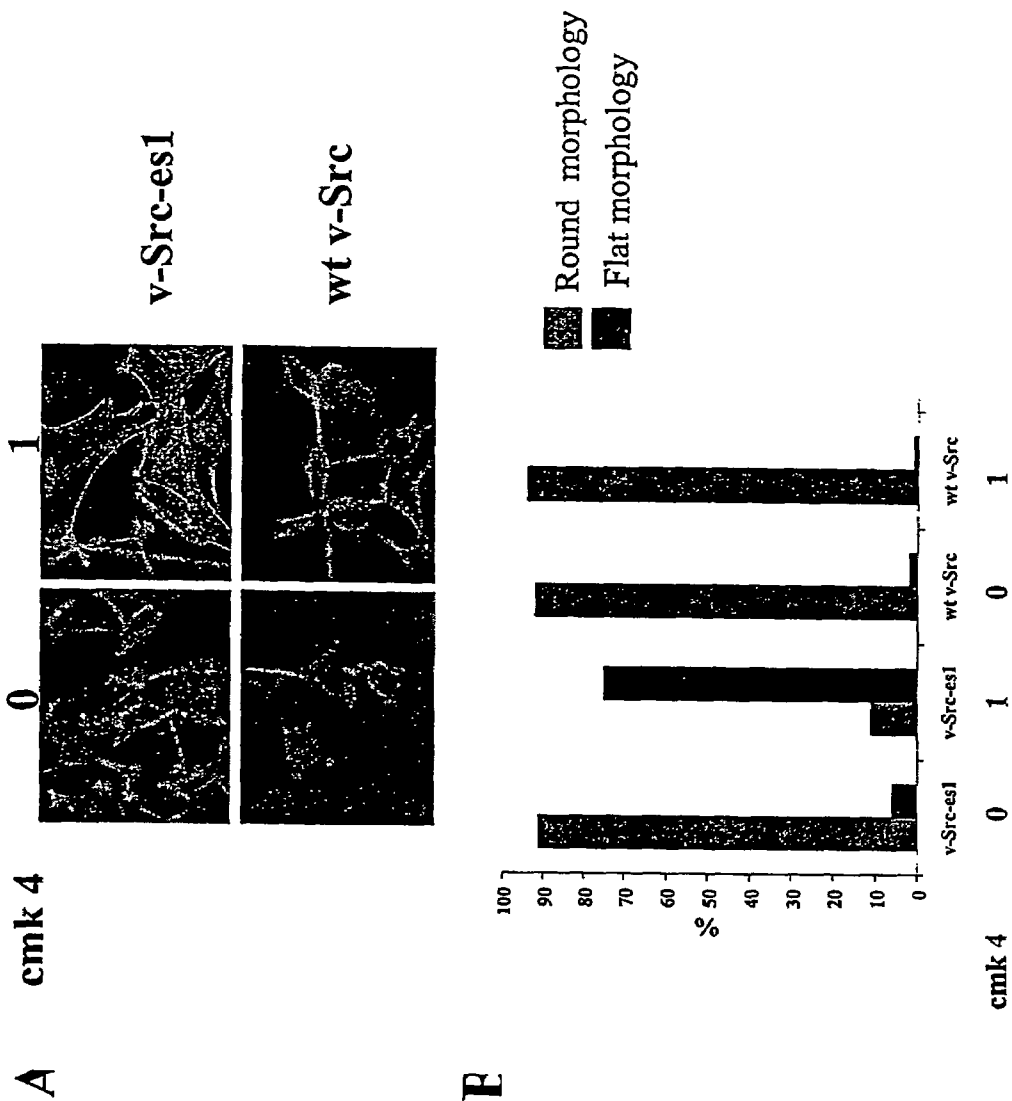 A
cmk 4
0 1
v-Src-es1
wt v-Src
B
100
90
80
70
60
50
40
30
20
10
0
%
Round morphology
Flat morphology
v-Src-es1 v-Src-es1 wt v-Src wt v-Src
cmk 4 0 1 0 1